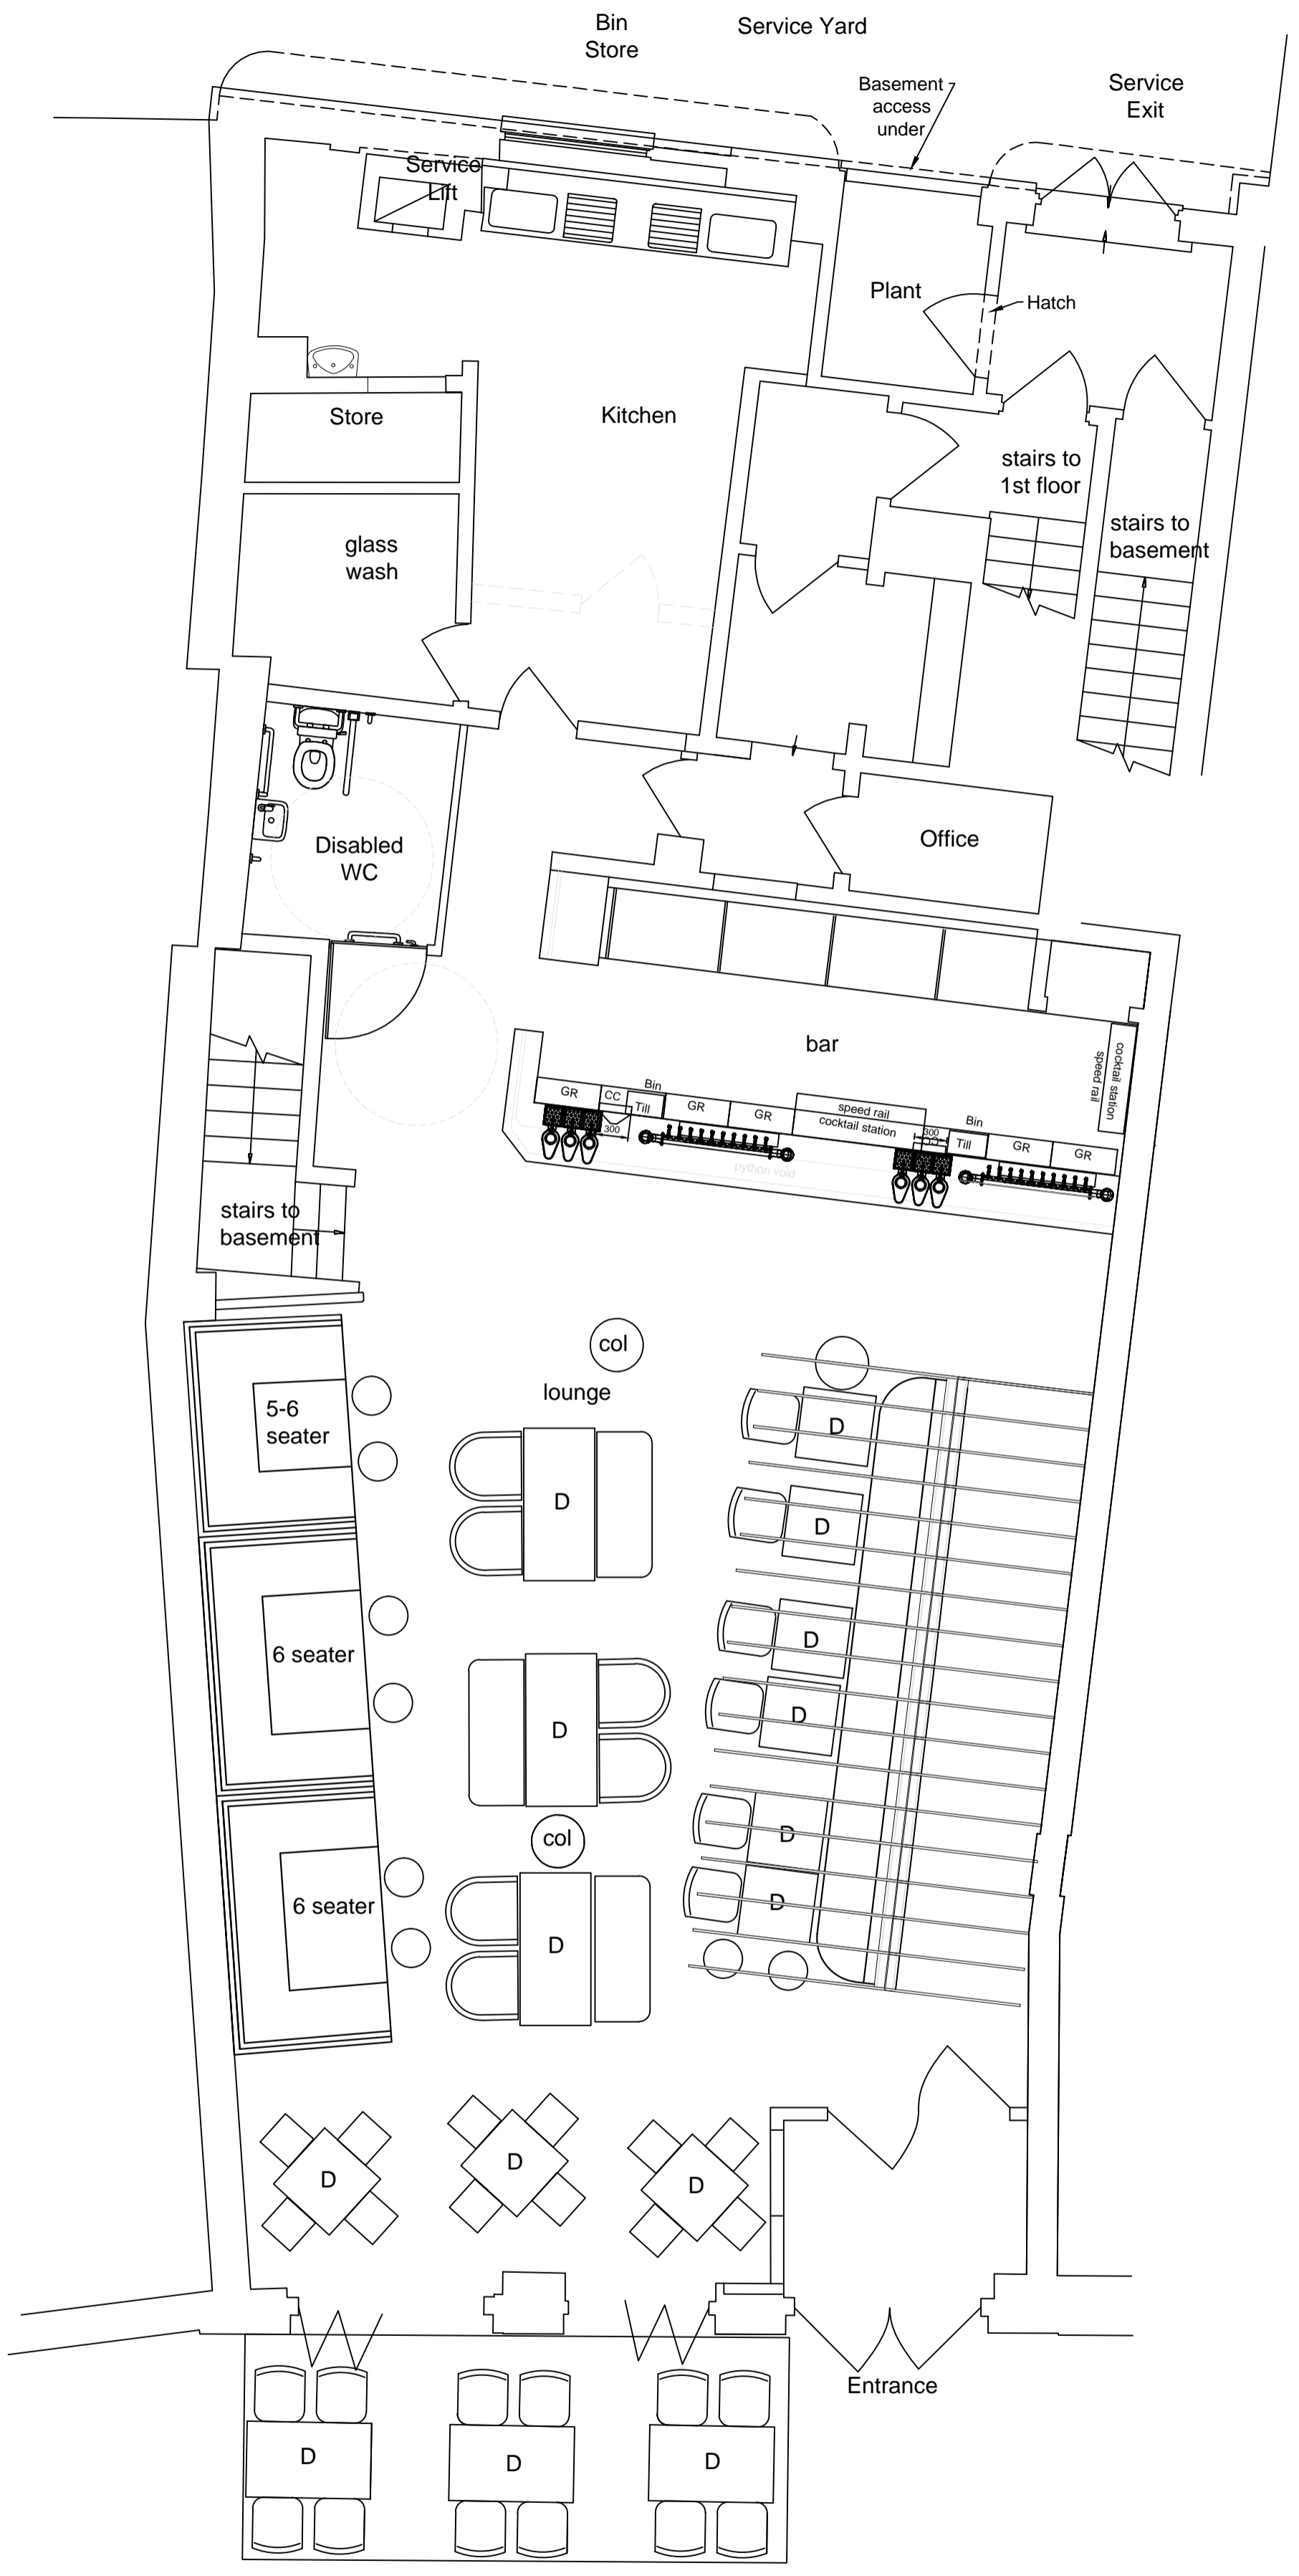 Bin
Store
Service Yard
Basement
access
under
Service
Exit
Service
Lift
Plant
Hatch
Store
Kitchen
stairs to
1st floor
stairs to
basement
glass
wash
Office
Disabled
WC
bar
cocktail station
speed rail
GR
CC
Bin
Till
300
GR
GR
speed rail
cocktail station
300
CC
Bin
Till
GR
GR
python void
stairs to
basement
col
lounge
5-6
seater
D
D
D
6 seater
D
D
D
col
D
6 seater
D
D
D
D
D
Entrance
D
D
D